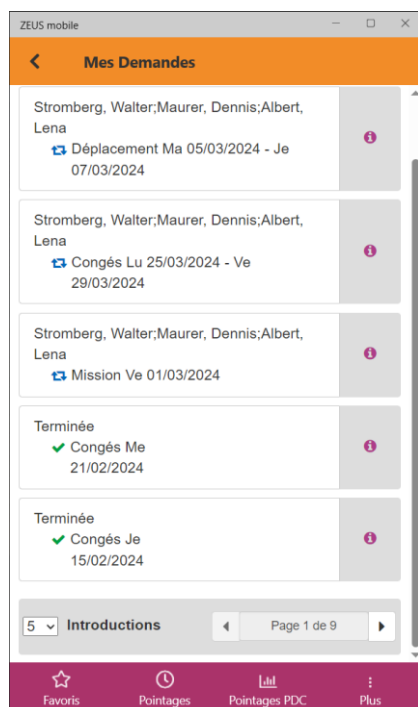 ZEUS mobile
Mes Demandes
Stromberg, Walter;Maurer, Dennis;Albert,
Lena
Déplacement Ma 05/03/2024 - Je
07/03/2024
Stromberg, Walter;Maurer, Dennis;Albert,
Lena
Congés Lu 25/03/2024 - Ve
29/03/2024
Stromberg, Walter;Maurer, Dennis;Albert,
Lena
Mission Ve 01/03/2024
Terminée
Congés Me
21/02/2024
Terminée
Congés Je
15/02/2024
5 Introductions Page 1 de 9
Favoris Pointages Pointages PDC Plus